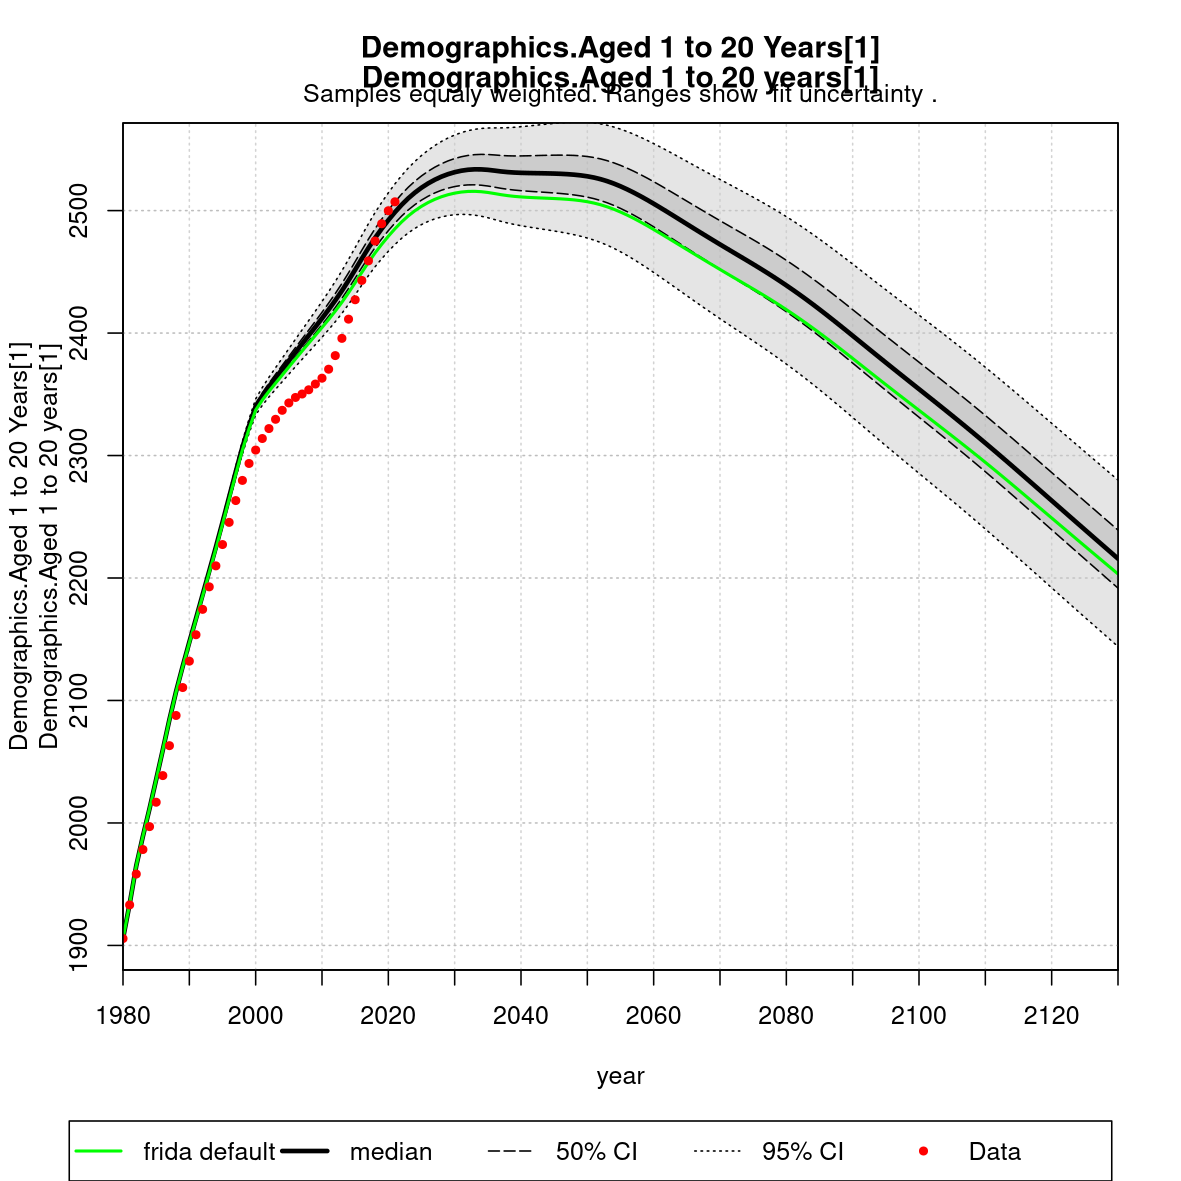 Demographics.Aged 1 to 20 Years[1]
Demographics.Aged 1 to 20 years[1]
Samples equaly weighted. Ranges show fit uncertainty .
Demographics.Aged 1 to 20 Years[1]
Demographics.Aged 1 to 20 years[1]
2500
2400
2300
2200
2100
2000
1900
1980 2000 2020 2040 2060 2080 2100 2120
year
frida default median 50% CI 95% CI Data